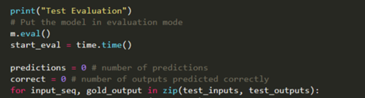 print("Test Evaluation")
# Put the model in evaluation mode
m.eval()
start_eval = time.time()

predictions = 0 # number of predictions
correct = 0 # number of outputs predicted correctly
for input_seq, gold_output in zip(test_inputs, test_outputs):